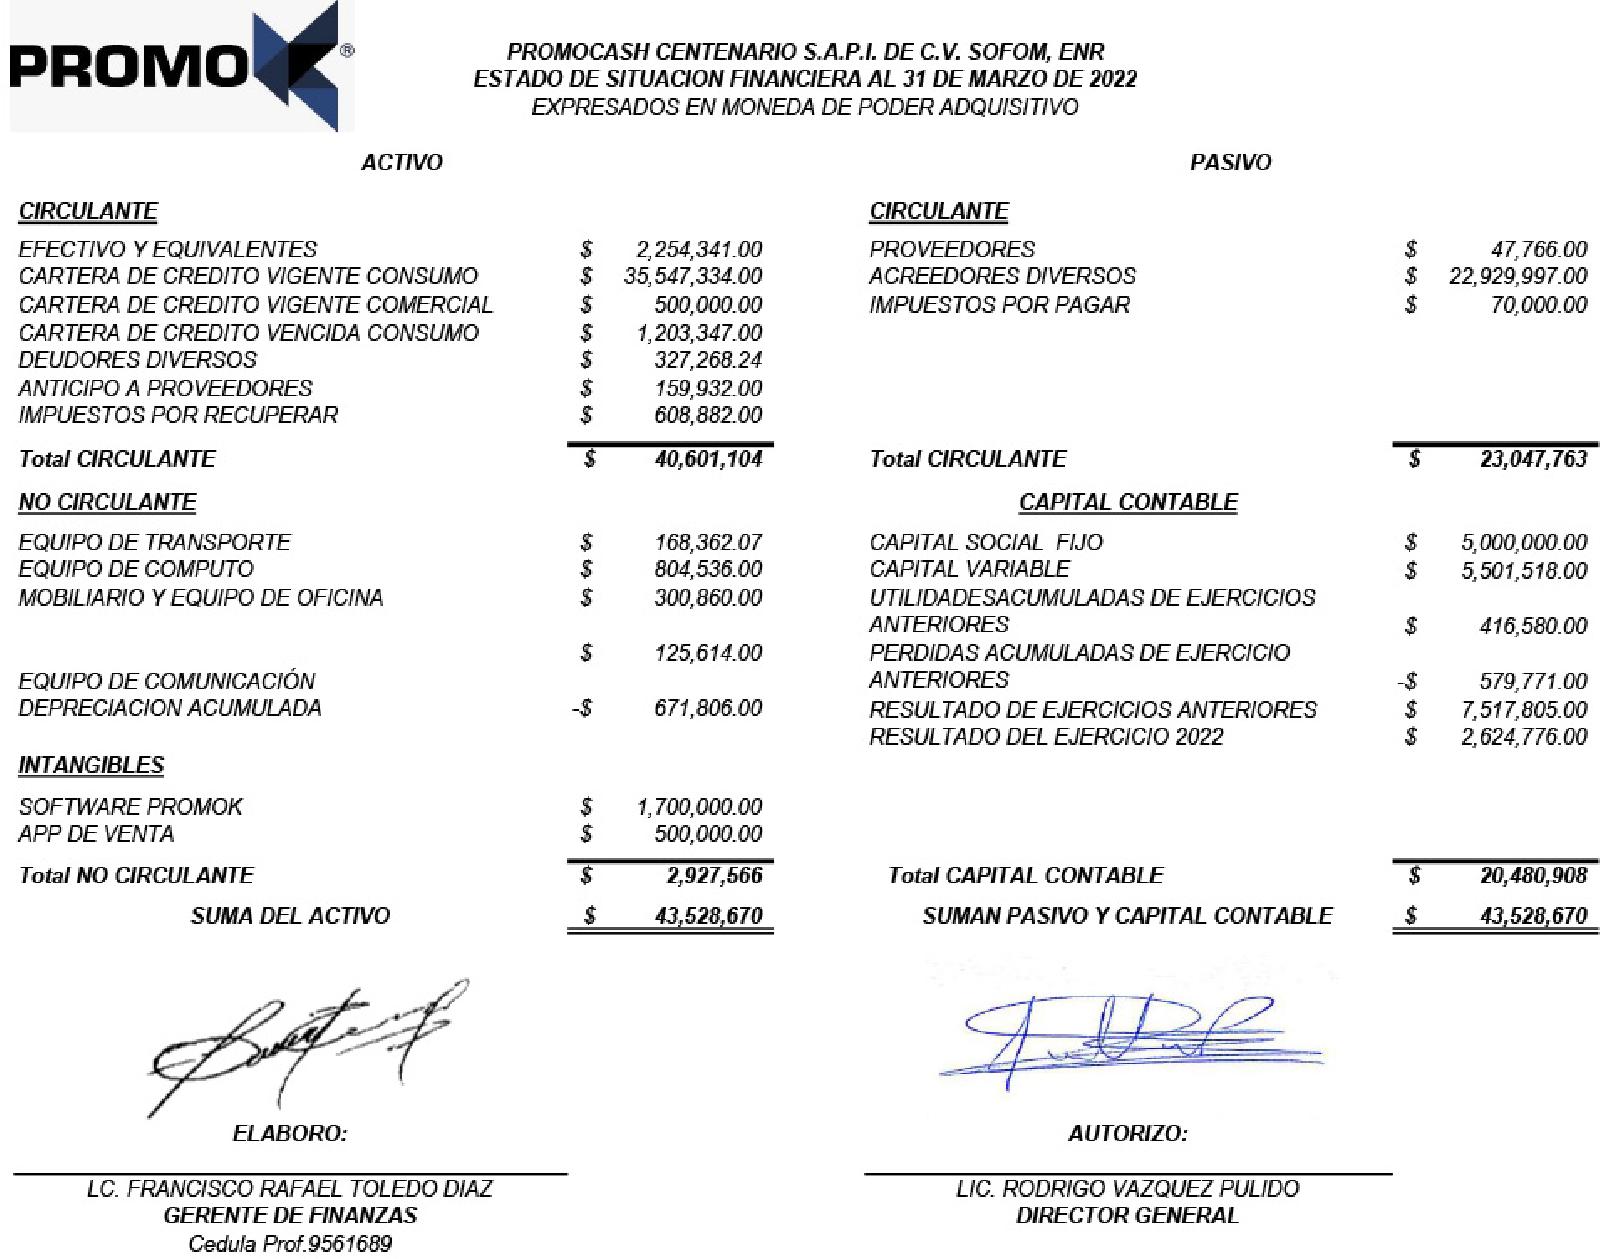 PROMOK®
PROMOCASH CENTENARIO S.A.P.I. DE C.V. SOFOM, ENR
ESTADO DE SITUACION FINANCIERA AL 31 DE MARZO DE 2022
EXPRESADOS EN MONEDA DE PODER ADQUISITIVO
ACTIVO
CIRCULANTE
EFECTIVO Y EQUIVALENTES $ 2,254,341.00
CARTERA DE CREDITO VIGENTE CONSUMO $ 35,547,334.00
CARTERA DE CREDITO VIGENTE COMERCIAL $ 500,000.00
CARTERA DE CREDITO VENCIDA CONSUMO $ 1,203,347.00
DEUDORES DIVERSOS $ 327,268.24
ANTICIPO A PROVEEDORES $ 159,932.00
IMPUESTOS POR RECUPERAR $ 608,882.00
Total CIRCULANTE $ 40,601,104
NO CIRCULANTE
EQUIPO DE TRANSPORTE $ 168,362.07
EQUIPO DE COMPUTO $ 804,536.00
MOBILIARIO Y EQUIPO DE OFICINA $ 300,860.00
$ 125,614.00
EQUIPO DE COMUNICACIÓN
DEPRECIACION ACUMULADA -$ 671,806.00
INTANGIBLES
SOFTWARE PROMOK $ 1,700,000.00
APP DE VENTA $ 500,000.00
Total NO CIRCULANTE $ 2,927,566
SUMA DEL ACTIVO $ 43,528,670
PASIVO
CIRCULANTE
PROVEEDORES $ 47,766.00
ACREEDORES DIVERSOS $ 22,929,997.00
IMPUESTOS POR PAGAR $ 70,000.00
Total CIRCULANTE $ 23,047,763
CAPITAL CONTABLE
CAPITAL SOCIAL FIJO $ 5,000,000.00
CAPITAL VARIABLE $ 5,501,518.00
UTILIDADESACUMULADAS DE EJERCICIOS
ANTERIORES $ 416,580.00
PERDIDAS ACUMULADAS DE EJERCICIO
ANTERIORES -$ 579,771.00
RESULTADO DE EJERCICIOS ANTERIORES $ 7,517,805.00
RESULTADO DEL EJERCICIO 2022 $ 2,624,776.00
Total CAPITAL CONTABLE $ 20,480,908
SUMAN PASIVO Y CAPITAL CONTABLE $ 43,528,670
ELABORO:
LC. FRANCISCO RAFAEL TOLEDO DIAZ
GERENTE DE FINANZAS
Cedula Prof.9561689
AUTORIZO:
LIC. RODRIGO VAZQUEZ PULIDO
DIRECTOR GENERAL